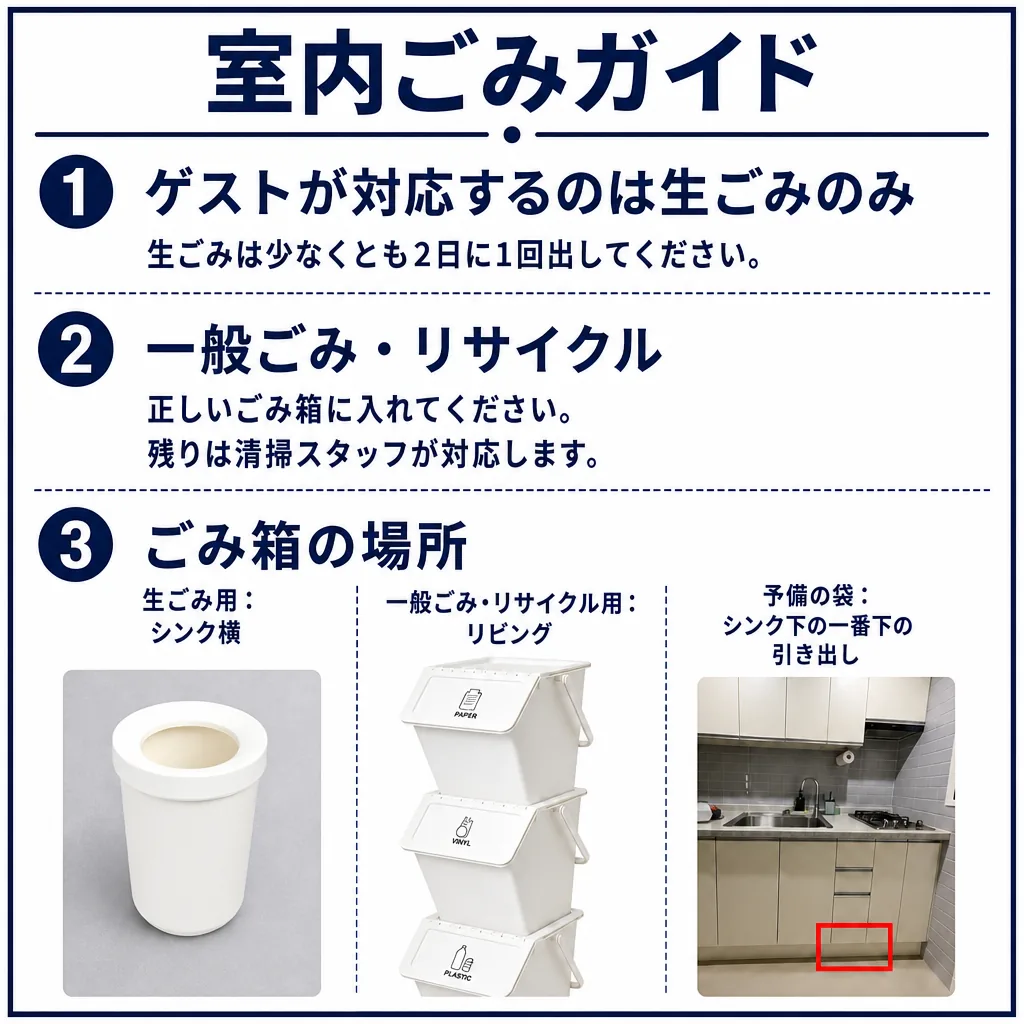 室内ごみガイド
1 ゲストが対応するのは生ごみのみ
生ごみは少なくとも2日に1回出してください。
2 一般ごみ・リサイクル
正しいごみ箱に入れてください。
残りは清掃スタッフが対応します。
3 ごみ箱の場所
生ごみ用：
シンク横
一般ごみ・リサイクル用：
リビング
PAPER
VINYL
PLASTIC
予備の袋：
シンク下の一番下の
引き出し